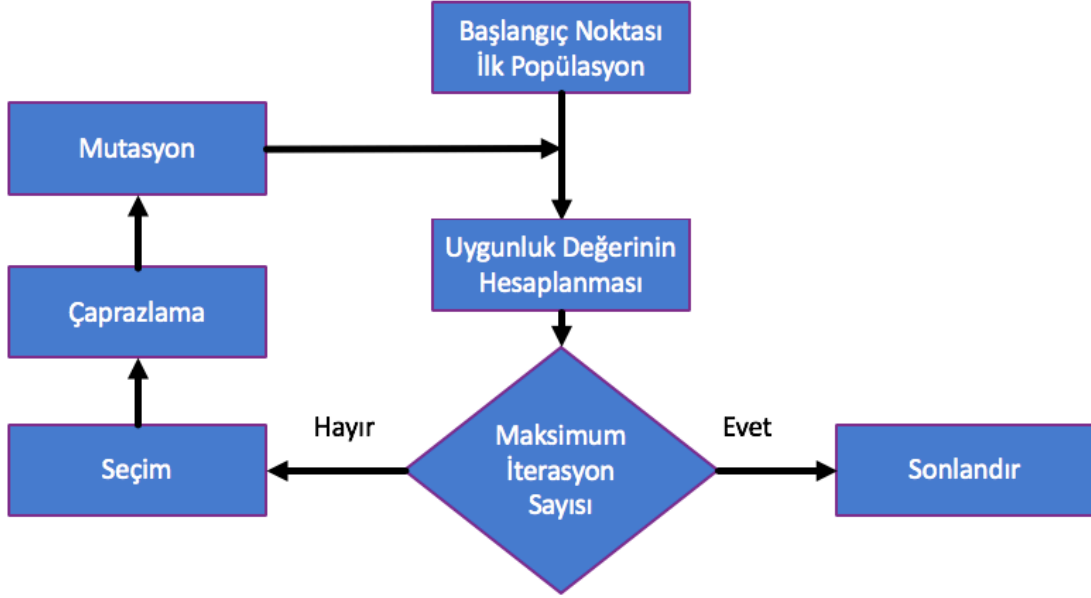 Başlangıç Noktası
İlk Popülasyon
Mutasyon
Uygunluk Değerinin
Hesaplanması
Çaprazlama
Hayır
Evet
Maksimum
İterasyon
Sayısı
Seçim
Sonlandır